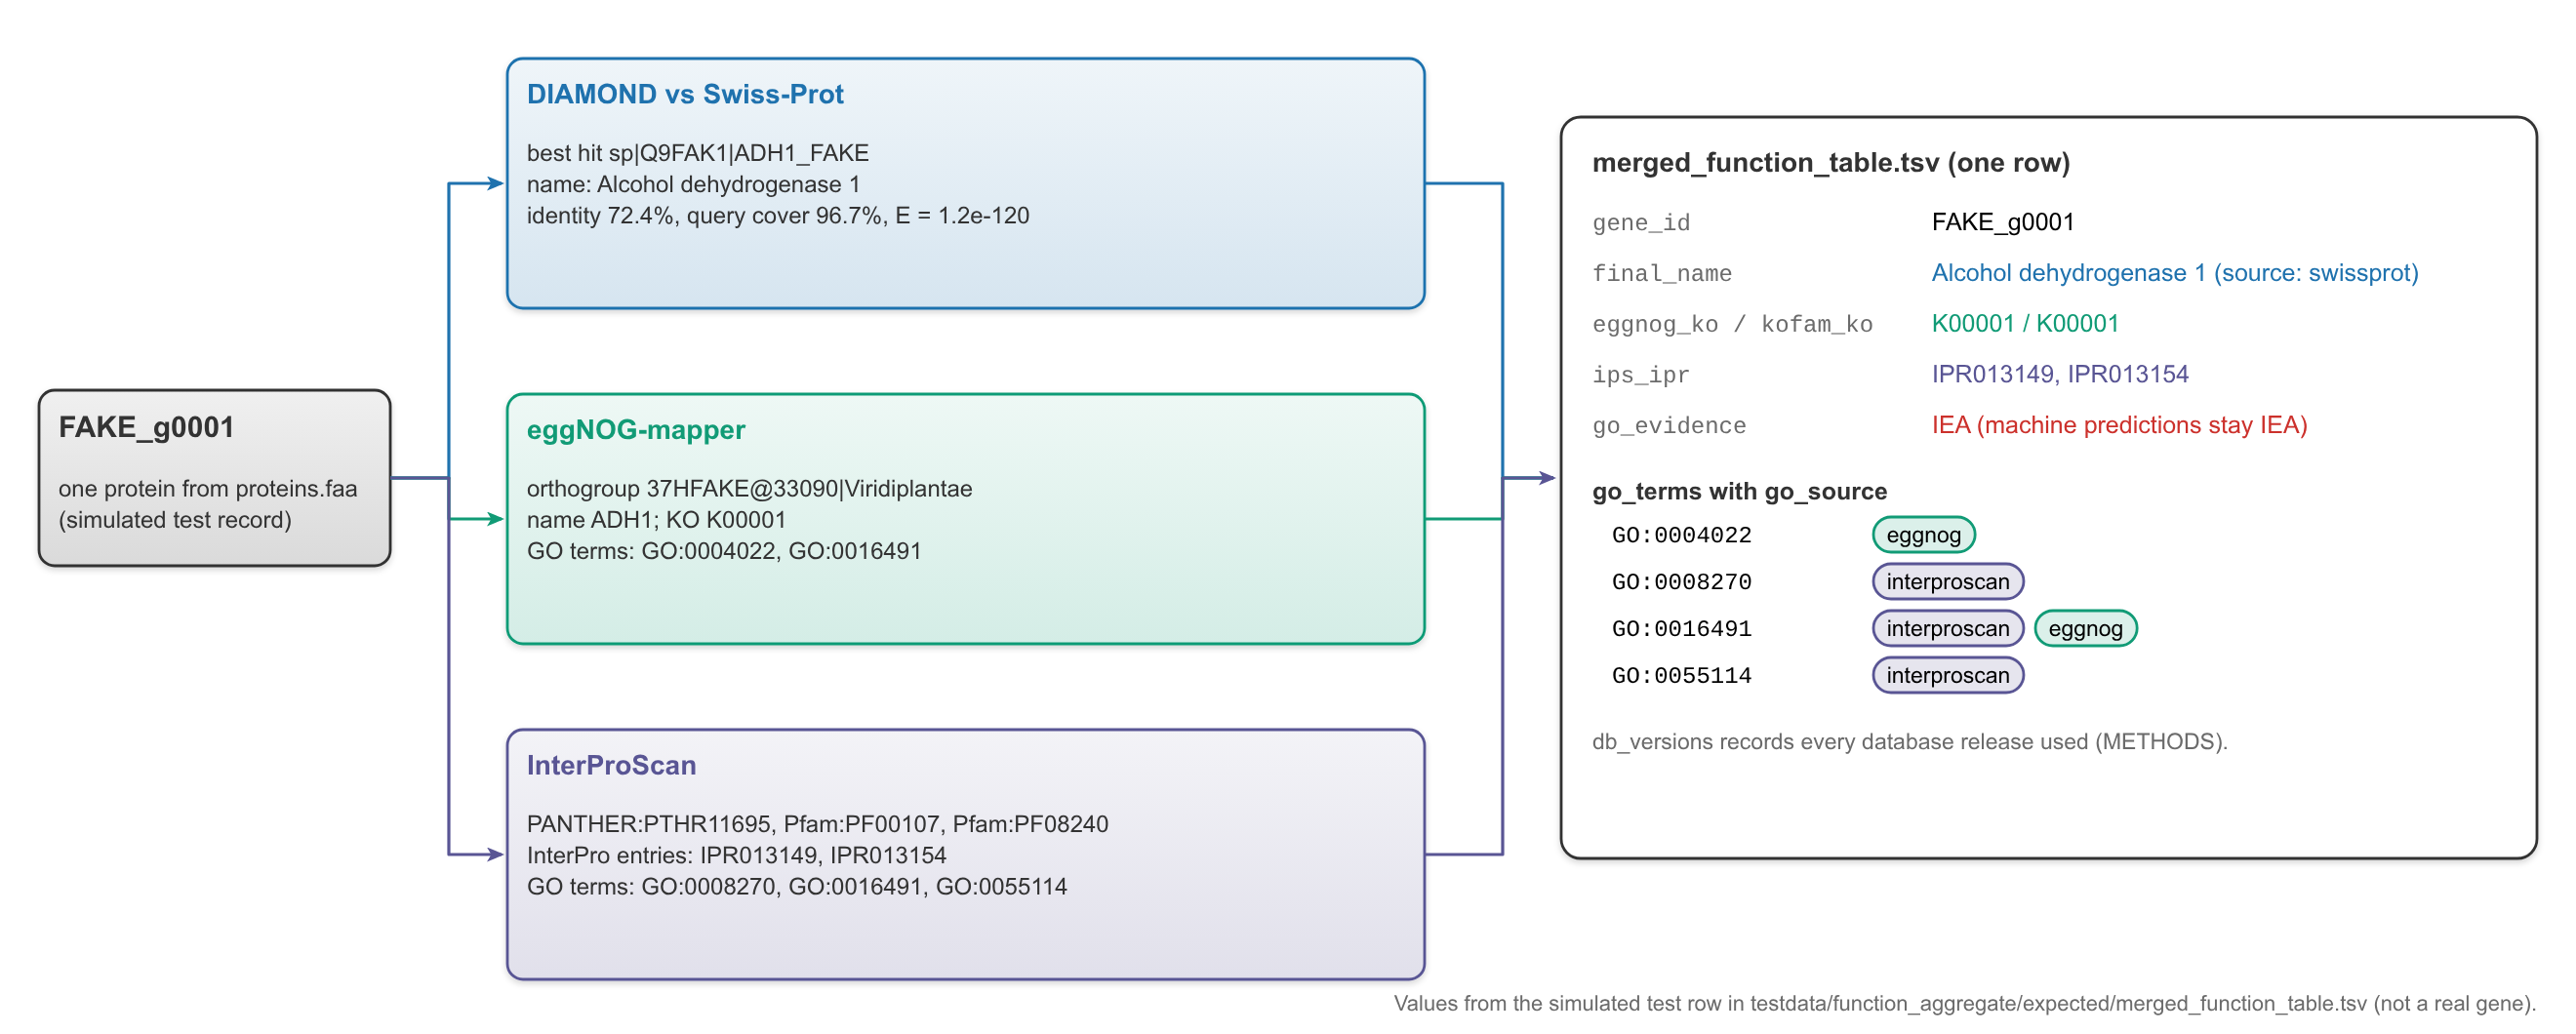 FAKE_g0001
one protein from proteins.faa
(simulated test record)
DIAMOND vs Swiss-Prot
best hit sp|Q9FAK1|ADH1_FAKE
name: Alcohol dehydrogenase 1
identity 72.4%, query cover 96.7%, E = 1.2e-120
eggNOG-mapper
orthogroup 37HFAKE@33090|Viridiplantae
name ADH1; KO K00001
GO terms: GO:0004022, GO:0016491
InterProScan
PANTHER:PTHR11695, Pfam:PF00107, Pfam:PF08240
InterPro entries: IPR013149, IPR013154
GO terms: GO:0008270, GO:0016491, GO:0055114
merged_function_table.tsv (one row)
gene_id FAKE_g0001
final_name Alcohol dehydrogenase 1 (source: swissprot)
eggnog_ko / kofam_ko K00001 / K00001
ips_ipr IPR013149, IPR013154
go_evidence IEA (machine predictions stay IEA)
go_terms with go_source
GO:0004022 eggnog
GO:0008270 interproscan
GO:0016491 interproscan eggnog
GO:0055114 interproscan
db_versions records every database release used (METHODS).
Values from the simulated test row in testdata/function_aggregate/expected/merged_function_table.tsv (not a real gene).